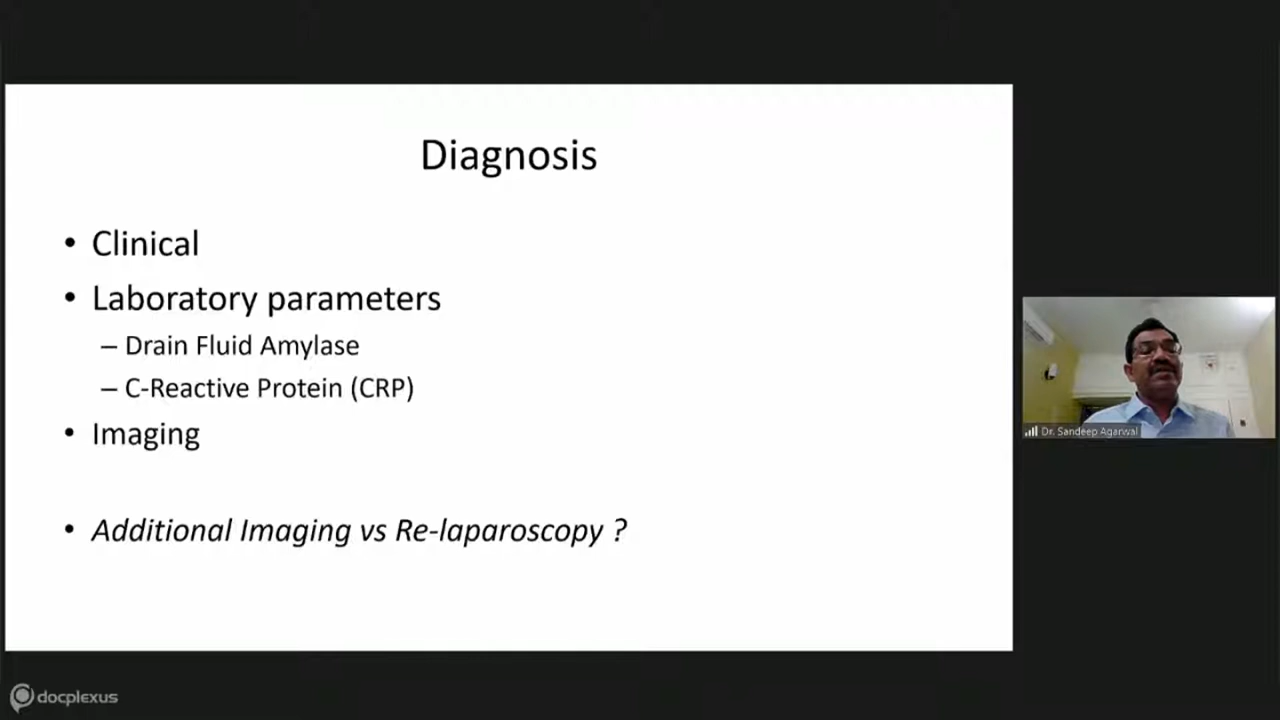 Diagnosis
• Clinical
• Laboratory parameters
– Drain Fluid Amylase
– C-Reactive Protein (CRP)
• Imaging
• Additional Imaging vs Re-laparoscopy ?
Dr. Sandeep Agarwal
docplexus